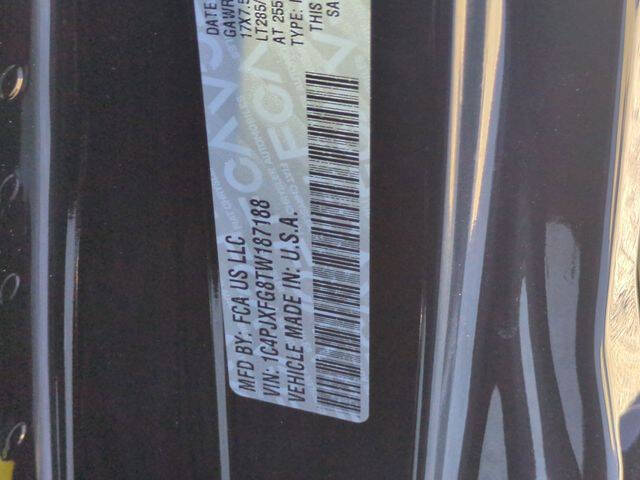 MFD BY: FCA US LLC
VIN: 1C4PJXFG8TW187188
VEHICLE MADE IN: U.S.A.
DATE
GAWR
17X7.5
LT285/
AT 255
TYPE:
THIS
SA